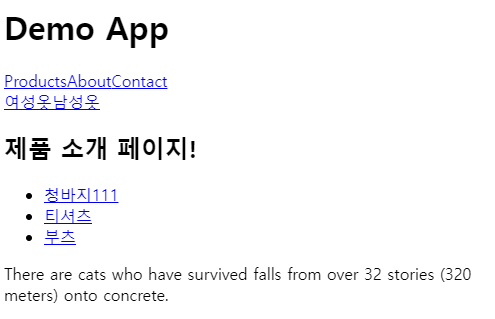 Demo App
ProductsAboutContact
여성옷남성옷
제품 소개 페이지!
청바지111
티셔츠
부츠
There are cats who have survived falls from over 32 stories (320
meters) onto concrete.